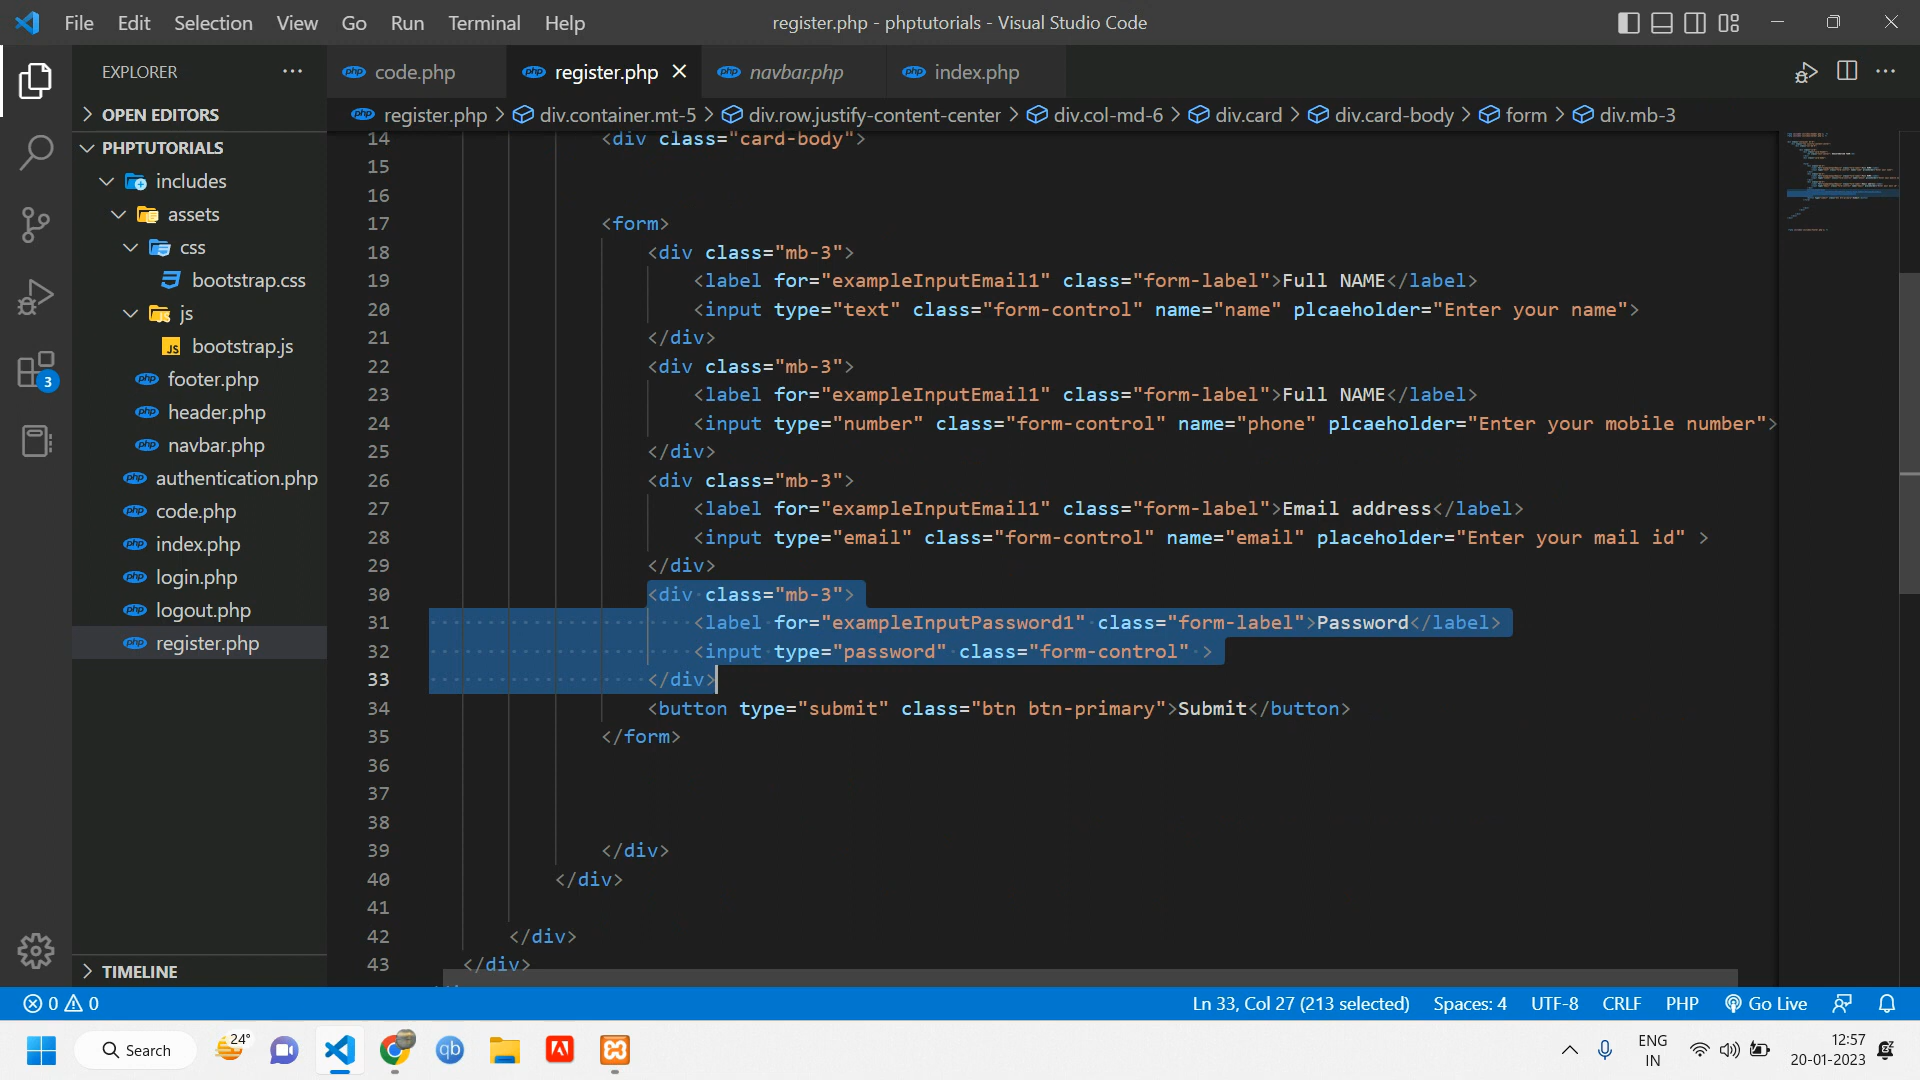 File Edit Selection View Go Run Terminal Help register.php - phptutorials - Visual Studio Code
EXPLORER
code.php register.php navbar.php index.php
OPEN EDITORS
register.php > div.container.mt-5 > div.row.justify-content-center > div.col-md-6 > div.card > div.card-body > form > div.mb-3
PHPTUTORIALS
includes
assets
css
bootstrap.css
js
bootstrap.js
footer.php
header.php
navbar.php
authentication.php
code.php
index.php
login.php
logout.php
register.php
TIMELINE
3
14 <div class="card-body">
15
16
17 <form>
18 <div class="mb-3">
19 <label for="exampleInputEmail1" class="form-label">Full NAME</label>
20 <input type="text" class="form-control" name="name" plcaeholder="Enter your name">
21 </div>
22 <div class="mb-3">
23 <label for="exampleInputEmail1" class="form-label">Full NAME</label>
24 <input type="number" class="form-control" name="phone" plcaeholder="Enter your mobile number">
25 </div>
26 <div class="mb-3">
27 <label for="exampleInputEmail1" class="form-label">Email address</label>
28 <input type="email" class="form-control" name="email" placeholder="Enter your mail id" >
29 </div>
30 <div class="mb-3">
31 <label for="exampleInputPassword1" class="form-label">Password</label>
32 <input type="password" class="form-control" >
33 </div>
34 <button type="submit" class="btn btn-primary">Submit</button>
35 </form>
36
37
38
39 </div>
40 </div>
41
42 </div>
43 </div>
0 0 Ln 33, Col 27 (213 selected) Spaces: 4 UTF-8 CRLF PHP Go Live
Search 24° qb ENG IN 12:57
20-01-2023